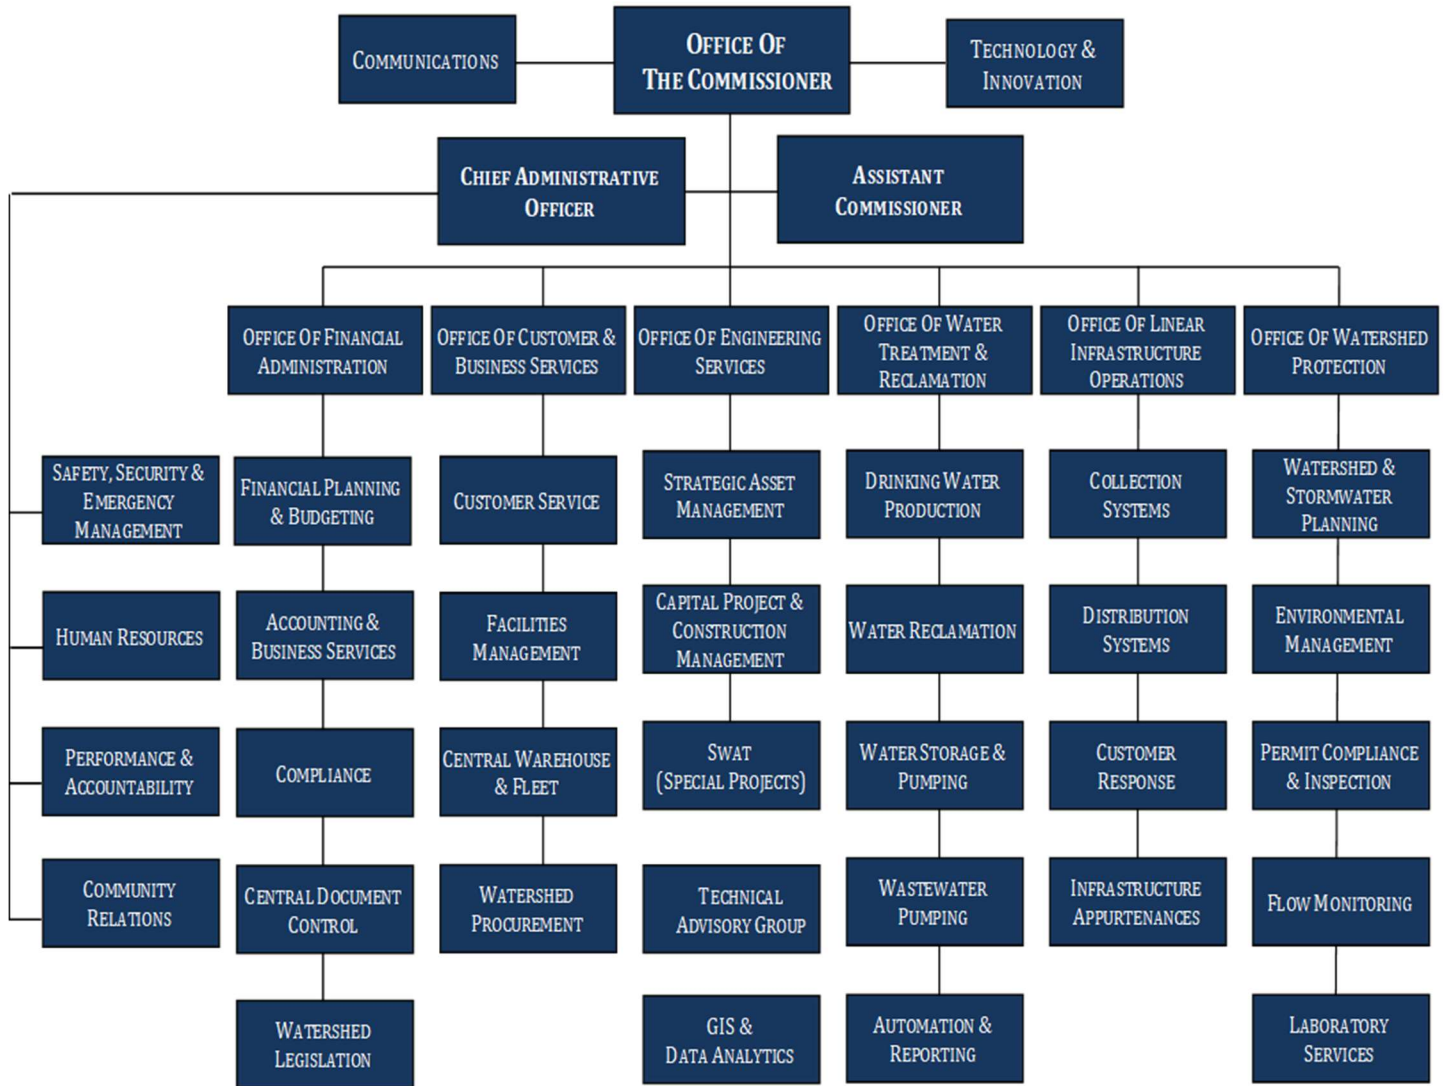 COMMUNICATIONS
OFFICE OF
THE COMMISSIONER
TECHNOLOGY &
INNOVATION
CHIEF ADMINISTRATIVE
OFFICER
ASSISTANT
COMMISSIONER
OFFICE OF FINANCIAL
ADMINISTRATION
OFFICE OF CUSTOMER &
BUSINESS SERVICES
OFFICE OF ENGINEERING
SERVICES
OFFICE OF WATER
TREATMENT &
RECLAMATION
OFFICE OF LINEAR
INFRASTRUCTURE
OPERATIONS
OFFICE OF WATERSHED
PROTECTION
SAFETY, SECURITY &
EMERGENCY
MANAGEMENT
FINANCIAL PLANNING
& BUDGETING
CUSTOMER SERVICE
STRATEGIC ASSET
MANAGEMENT
DRINKING WATER
PRODUCTION
COLLECTION
SYSTEMS
WATERSHED &
STORMWATER
PLANNING
HUMAN RESOURCES
ACCOUNTING &
BUSINESS SERVICES
FACILITIES
MANAGEMENT
CAPITAL PROJECT &
CONSTRUCTION
MANAGEMENT
WATER RECLAMATION
DISTRIBUTION
SYSTEMS
ENVIRONMENTAL
MANAGEMENT
PERFORMANCE &
ACCOUNTABILITY
COMPLIANCE
CENTRAL WAREHOUSE
& FLEET
SWAT
(SPECIAL PROJECTS)
WATER STORAGE &
PUMPING
CUSTOMER
RESPONSE
PERMIT COMPLIANCE
& INSPECTION
COMMUNITY
RELATIONS
CENTRAL DOCUMENT
CONTROL
WATERSHED
PROCUREMENT
TECHNICAL
ADVISORY GROUP
WASTEWATER
PUMPING
INFRASTRUCTURE
APPURTENANCES
FLOW MONITORING
WATERSHED
LEGISLATION
GIS &
DATA ANALYTICS
AUTOMATION &
REPORTING
LABORATORY
SERVICES